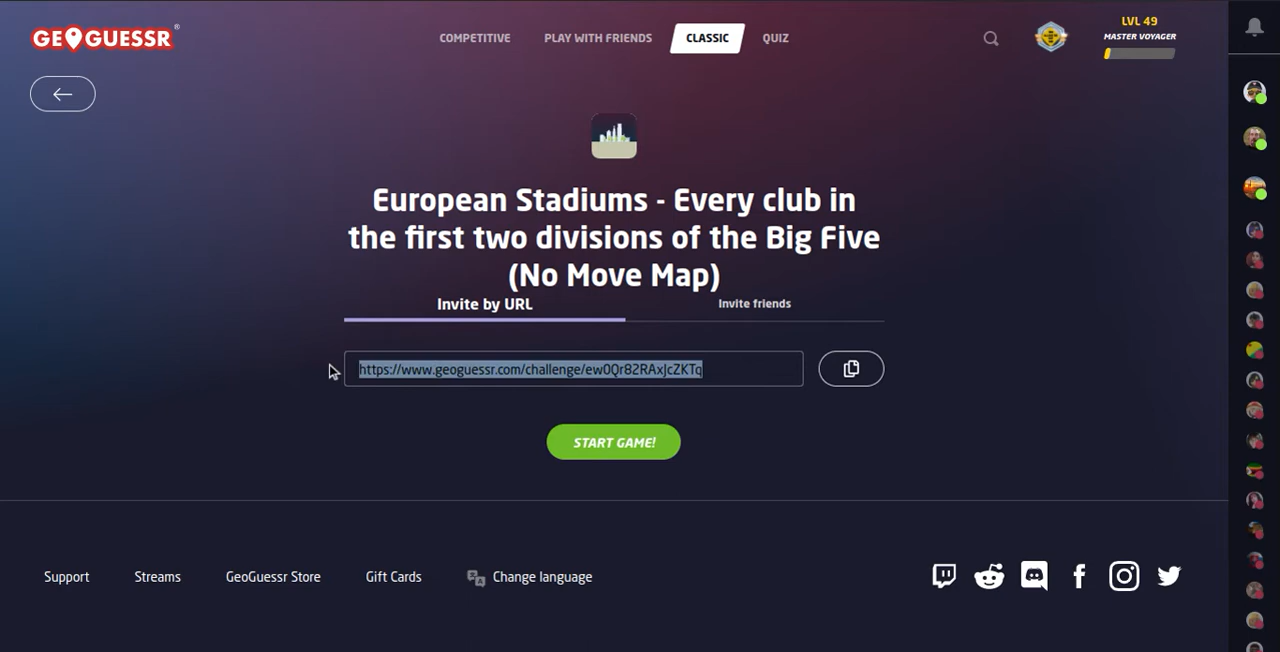 GEOGUESSR®
COMPETITIVE
PLAY WITH FRIENDS
CLASSIC
QUIZ
LVL 49
MASTER VOYAGER
European Stadiums - Every club in
the first two divisions of the Big Five
(No Move Map)
Invite by URL
Invite friends
https://www.geoguessr.com/challenge/ew0Qr82RAxJcZKTq
START GAME!
Support
Streams
GeoGuessr Store
Gift Cards
Change language